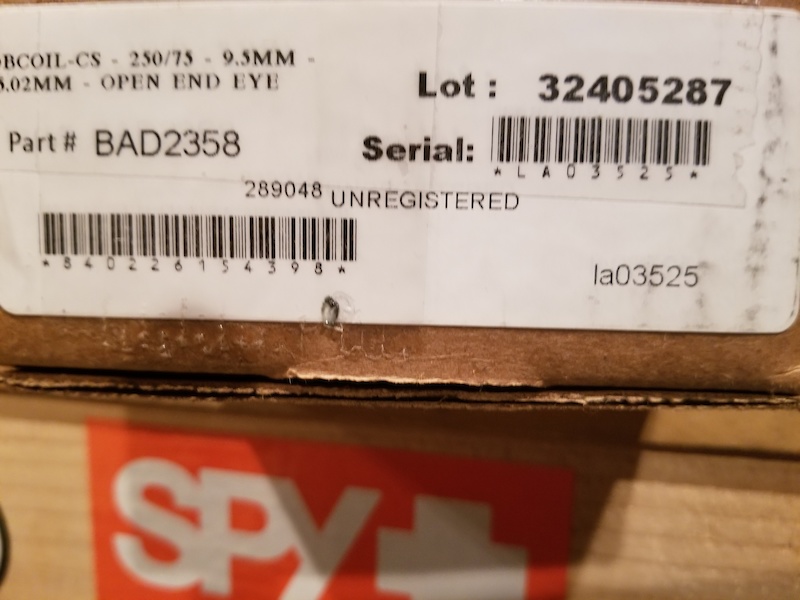 BCOIL-CS - 250/75 - 9.5MM -
5.02MM - OPEN END EYE
Lot : 32405287
Part # BAD2358
Serial:
*LA03525*
289048 UNREGISTERED
*840226154398*
la03525
SPY